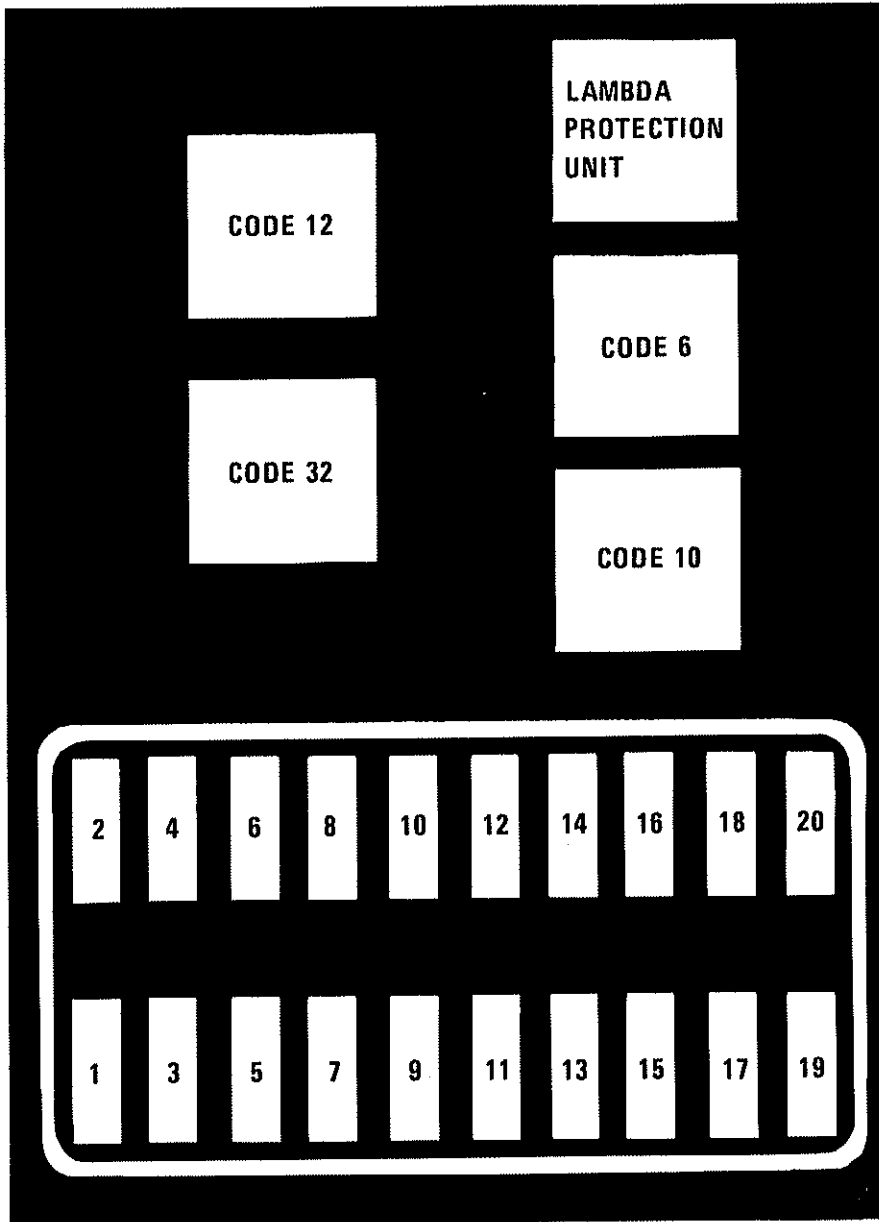 LAMBDA
PROTECTION
UNIT
CODE 12
CODE 6
CODE 32
CODE 10
2 4 6 8 10 12 14 16 18 20
1 3 5 7 9 11 13 15 17 19